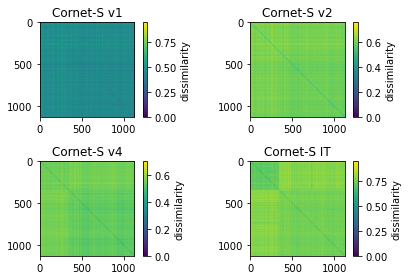 Cornet-S v1
0
500
1000
0 500 1000
0.75
0.50
0.25
0.00
dissimilarity
Cornet-S v2
0
500
1000
0 500 1000
0.6
0.4
0.2
0.0
dissimilarity
Cornet-S v4
0
500
1000
0 500 1000
0.6
0.4
0.2
0.0
dissimilarity
Cornet-S IT
0
500
1000
0 500 1000
0.75
0.50
0.25
0.00
dissimilarity